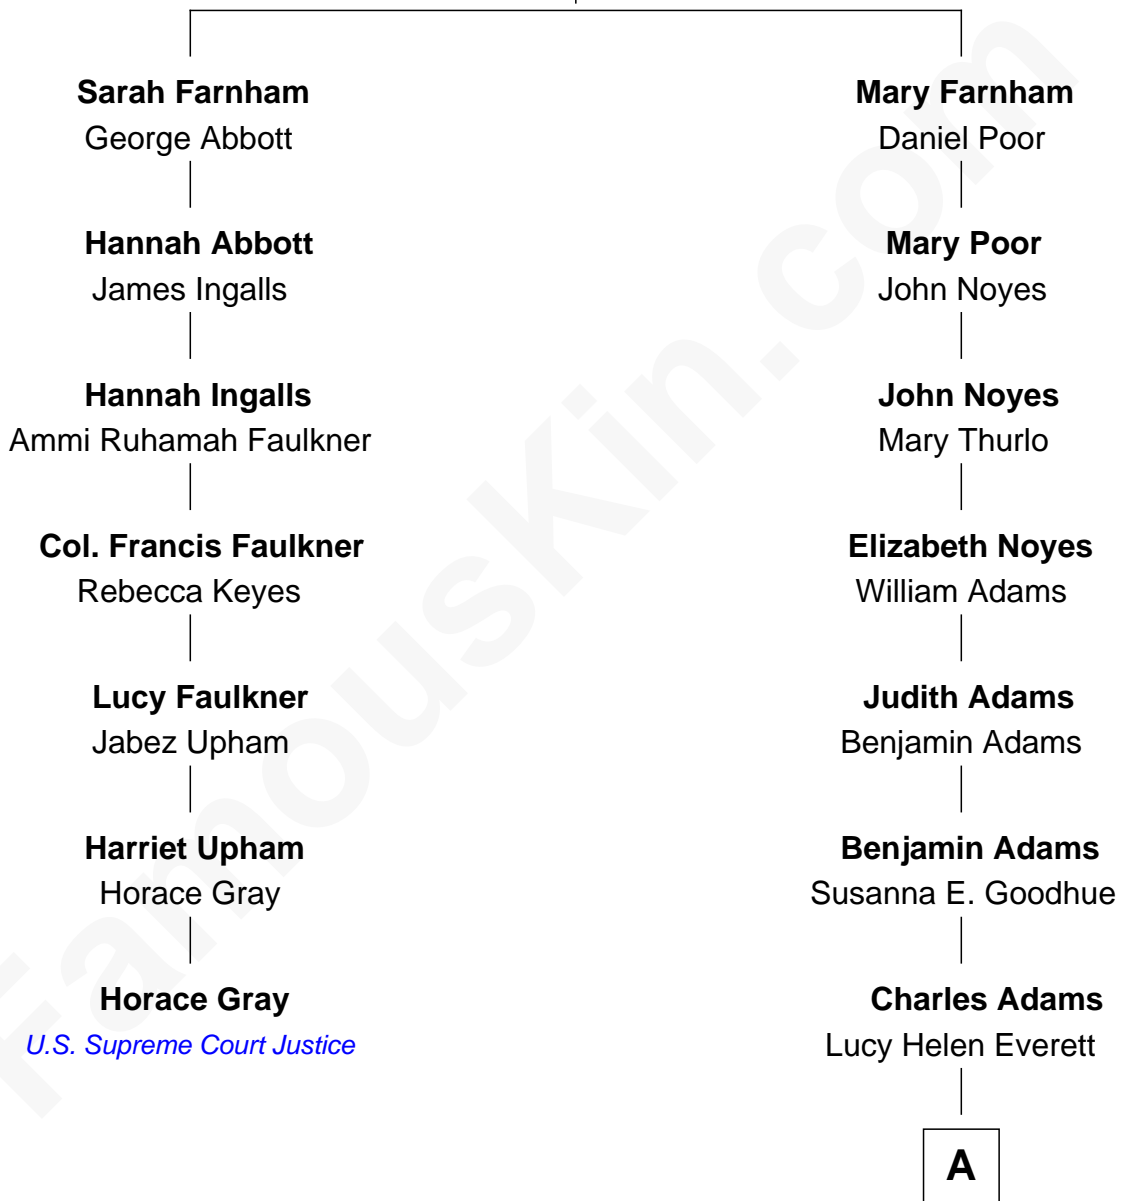 Sarah Farnham
George Abbott
Hannah Abbott
James Ingalls
Hannah Ingalls
Ammi Ruhamah Faulkner
Col. Francis Faulkner
Rebecca Keyes
Lucy Faulkner
Jabez Upham
Harriet Upham
Horace Gray
Horace Gray
U.S. Supreme Court Justice
Mary Farnham
Daniel Poor
Mary Poor
John Noyes
John Noyes
Mary Thurlo
Elizabeth Noyes
William Adams
Judith Adams
Benjamin Adams
Benjamin Adams
Susanna E. Goodhue
Charles Adams
Lucy Helen Everett
A
FamousKin.com